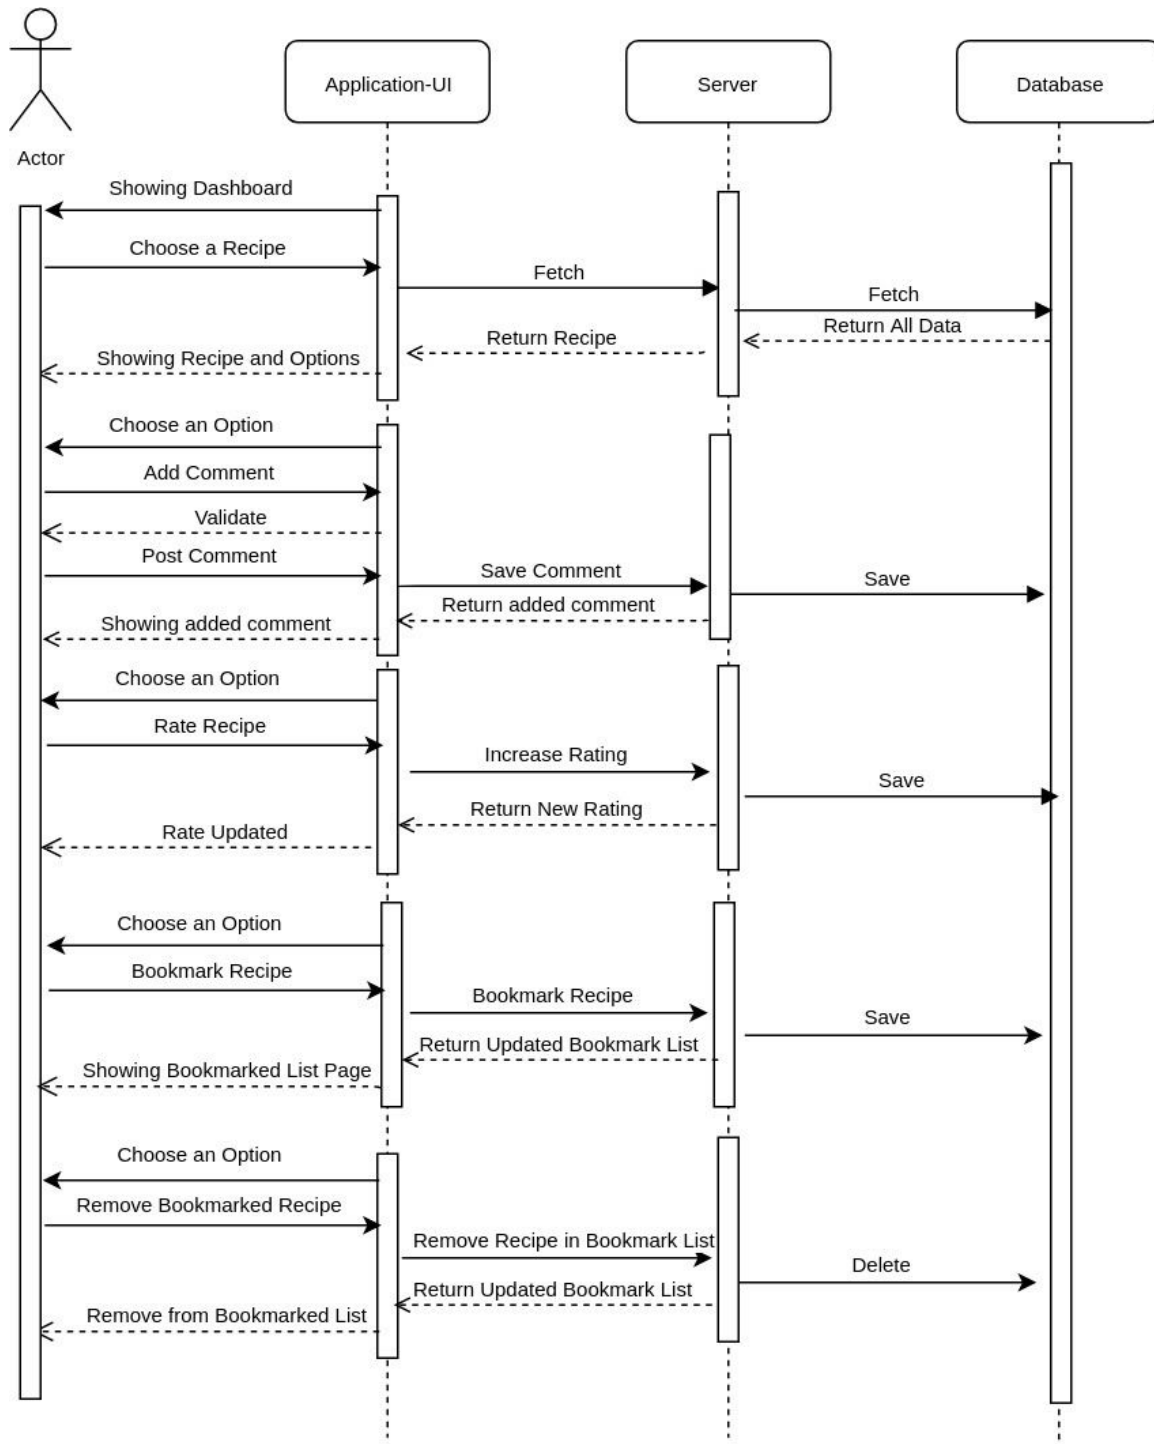 Application-UI
Server
Database
Actor
Showing Dashboard
Choose a Recipe
Fetch
Fetch
Return All Data
Return Recipe
Showing Recipe and Options
Choose an Option
Add Comment
Validate
Post Comment
Save Comment
Save
Return added comment
Showing added comment
Choose an Option
Rate Recipe
Increase Rating
Save
Return New Rating
Rate Updated
Choose an Option
Bookmark Recipe
Bookmark Recipe
Save
Return Updated Bookmark List
Showing Bookmarked List Page
Choose an Option
Remove Bookmarked Recipe
Remove Recipe in Bookmark List
Delete
Return Updated Bookmark List
Remove from Bookmarked List